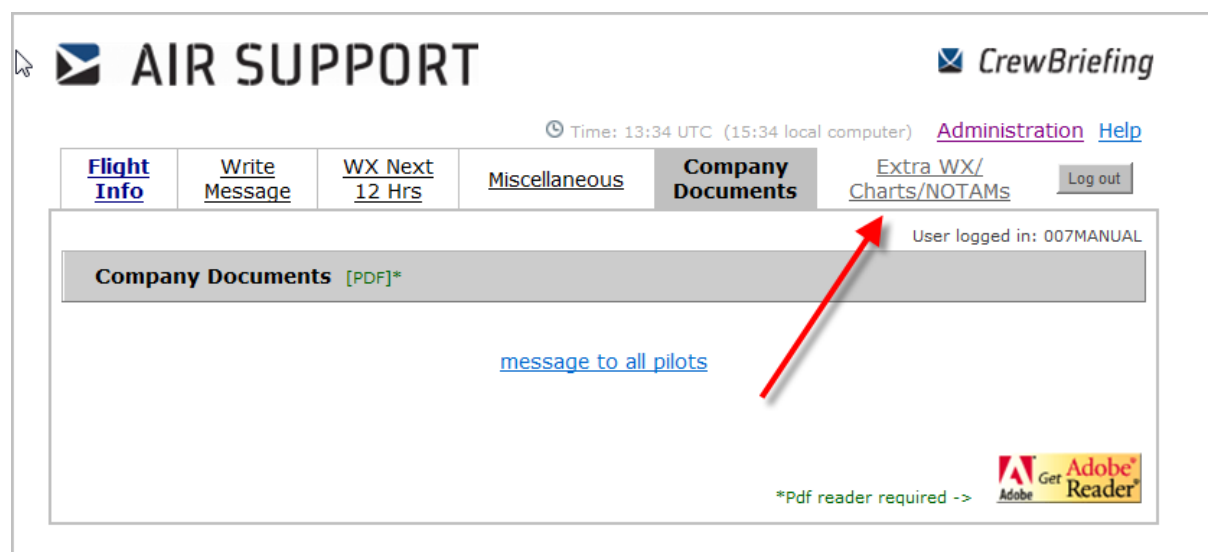 AIR SUPPORT
CrewBriefing
Time: 13:34 UTC (15:34 local computer) Administration Help
Flight Info
Write Message
WX Next 12 Hrs
Miscellaneous
Company Documents
Extra WX/ Charts/NOTAMs
Log out
User logged in: 007MANUAL
Company Documents [PDF]*
message to all pilots
*Pdf reader required ->
Adobe
Get Adobe® Reader®